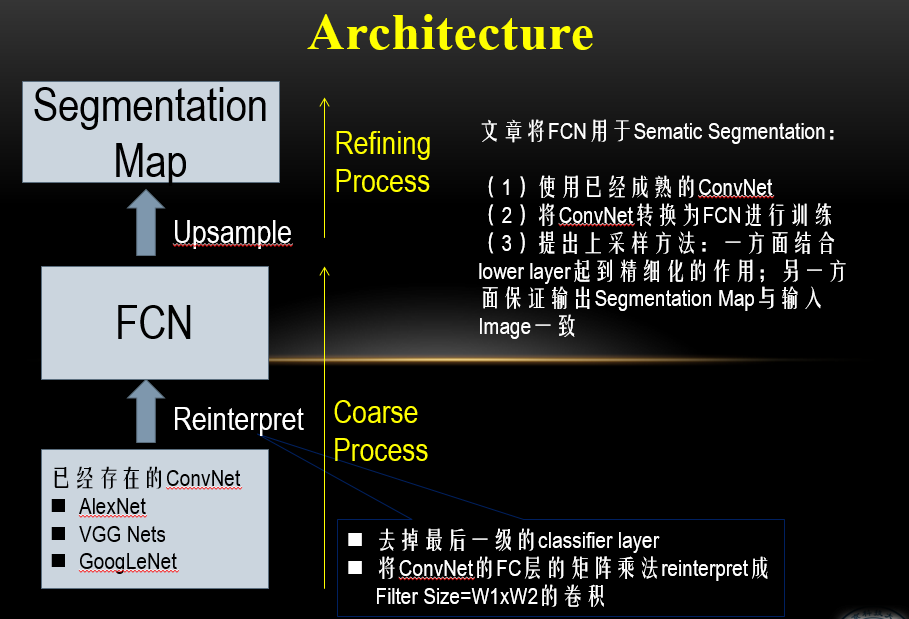 Architecture
Segmentation
Map
Refining
Process
Upsample
FCN
Reinterpret
Coarse
Process
已经存在的ConvNet
AlexNet
VGG Nets
GoogLeNet
文章将FCN用于Sematic Segmentation：
（1）使用已经成熟的ConvNet
（2）将ConvNet转换为FCN进行训练
（3）提出上采样方法：一方面结合
lower layer起到精细化的作用；另一方
面保证输出Segmentation Map与输入
Image一致
去掉最后一级的classifier layer
将ConvNet的FC层的矩阵乘法reinterpret成
Filter Size=W1xW2的卷积